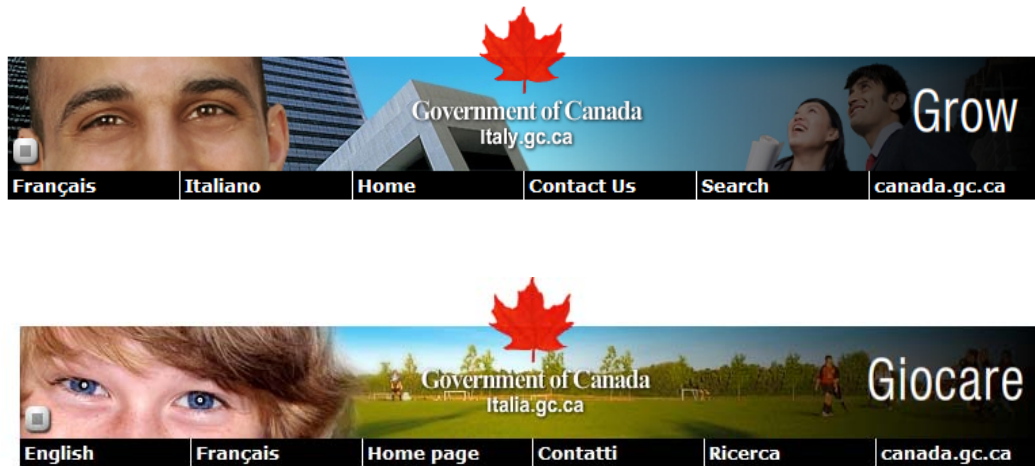 Government of Canada
Italy.gc.ca
Grow
Français Italiano Home Contact Us Search canada.gc.ca
Government of Canada
Italia.gc.ca
Giocare
English Français Home page Contatti Ricerca canada.gc.ca